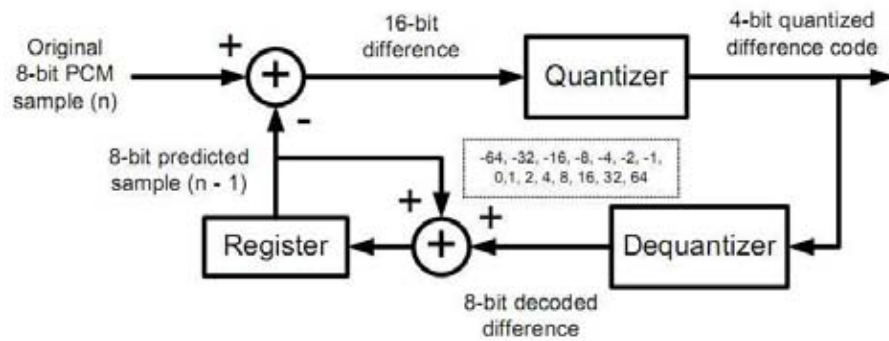 Original
8-bit PCM
sample (n)
+
+
-
16-bit
difference
Quantizer
4-bit quantized
difference code
8-bit predicted
sample (n - 1)
-64, -32, -16, -8, -4, -2, -1,
0,1, 2, 4, 8, 16, 32, 64
Register
+
+
+
Dequantizer
8-bit decoded
difference